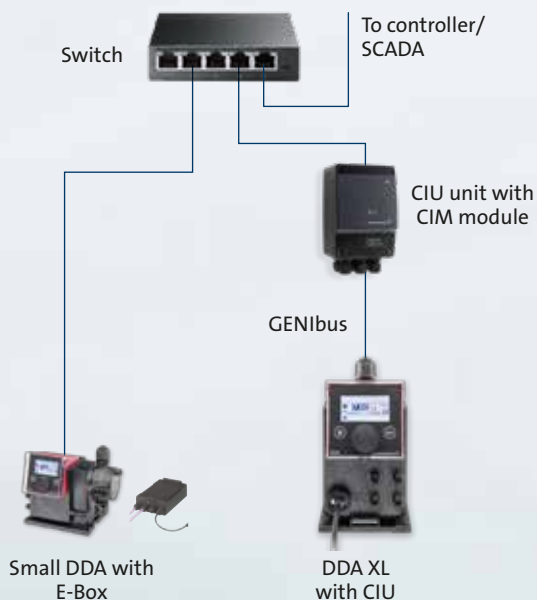 To controller/
SCADA
Switch
CIU unit with
CIM module
GENIbus
Small DDA with
E-Box
DDA XL
with CIU